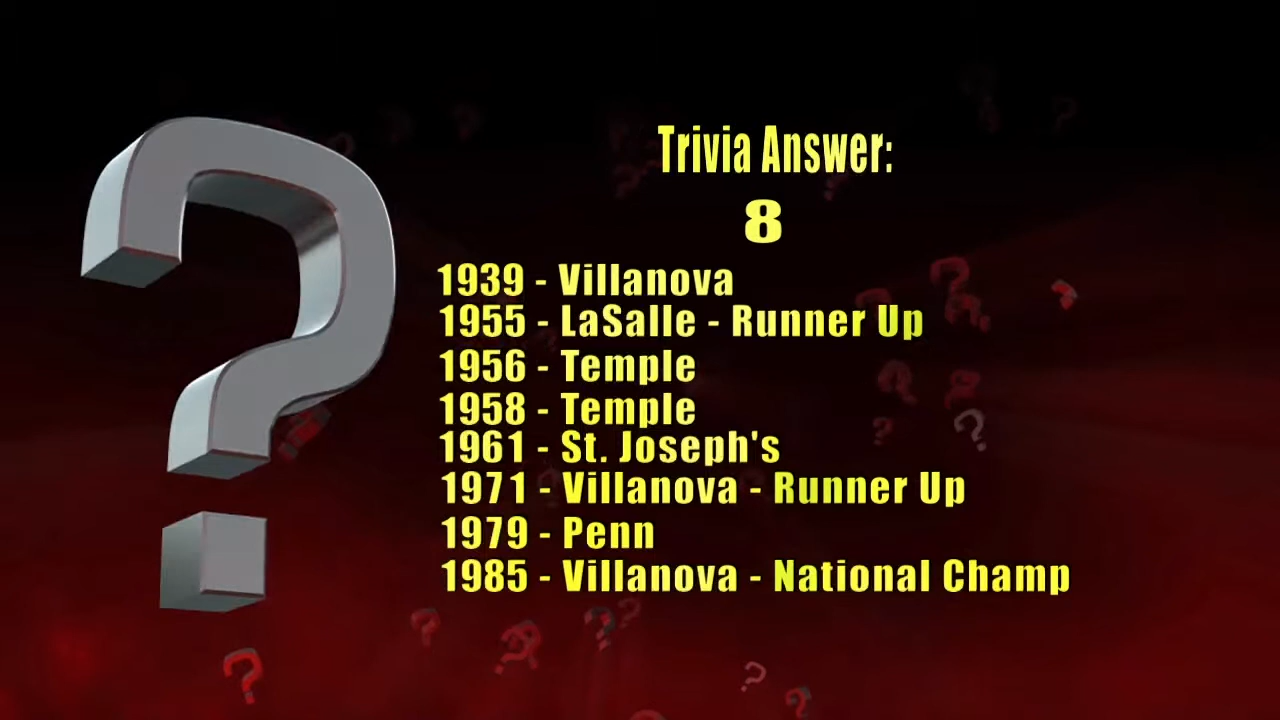 Trivia Answer:
8
1939 - Villanova
1955 - LaSalle - Runner Up
1956 - Temple
1958 - Temple
1961 - St. Joseph's
1971 - Villanova - Runner Up
1979 - Penn
1985 - Villanova - National Champ